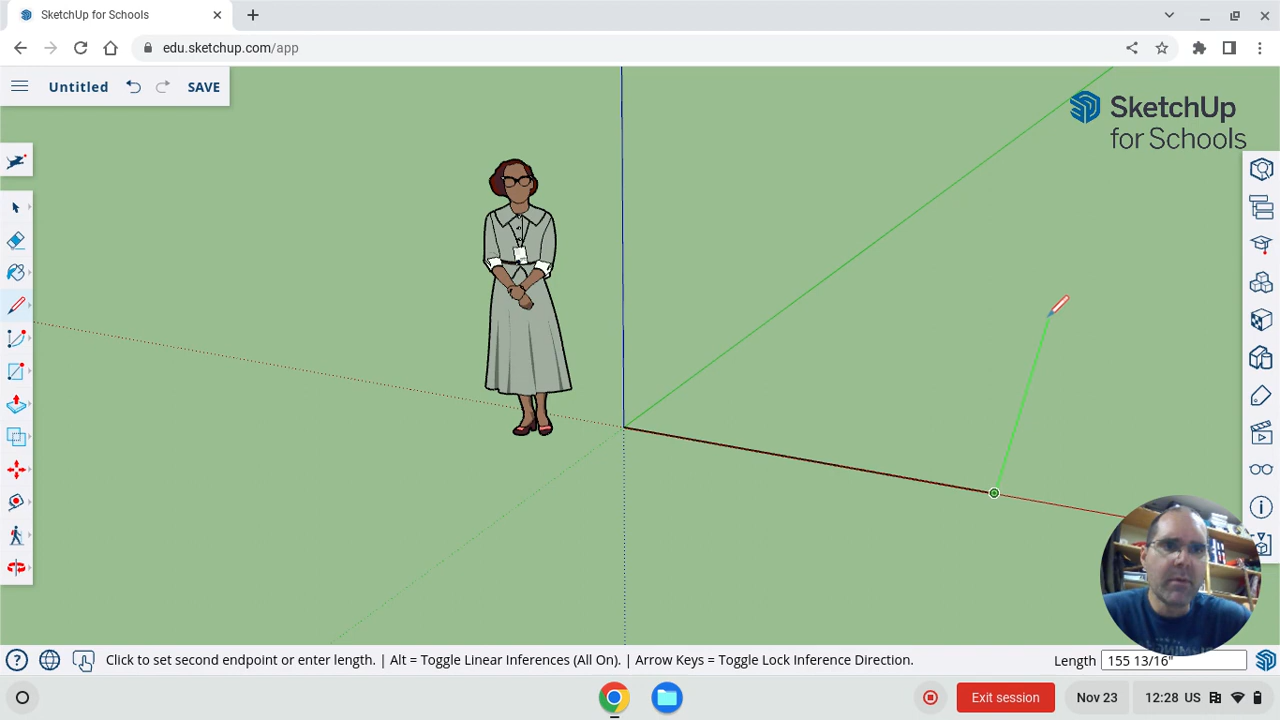 SketchUp for Schools
edu.sketchup.com/app
Untitled
SAVE
SketchUp
for Schools
Click to set second endpoint or enter length. | Alt = Toggle Linear Inferences (All On). | Arrow Keys = Toggle Lock Inference Direction.
Length 155 13/16"
Exit session
Nov 23
12:28 US